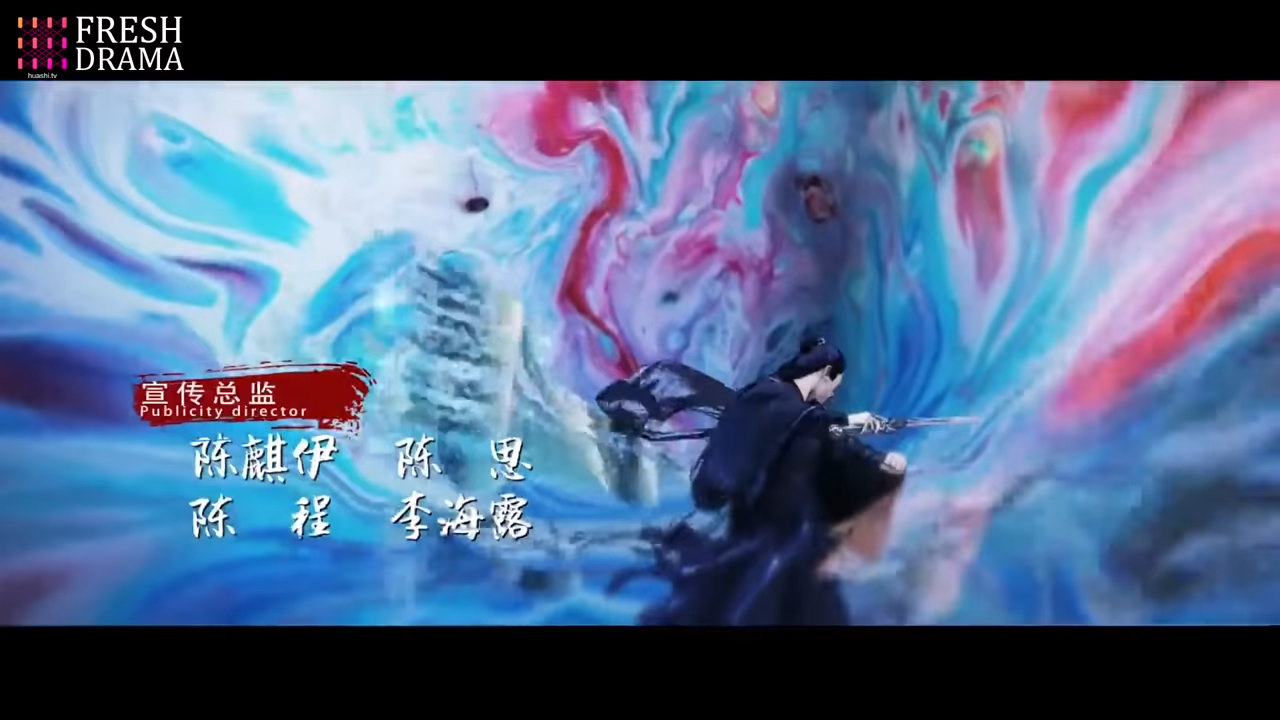 FRESH
DRAMA
huashi.tv
宣传总监
Publicity director
陈麒伊 陈 思
陈 程 李海露